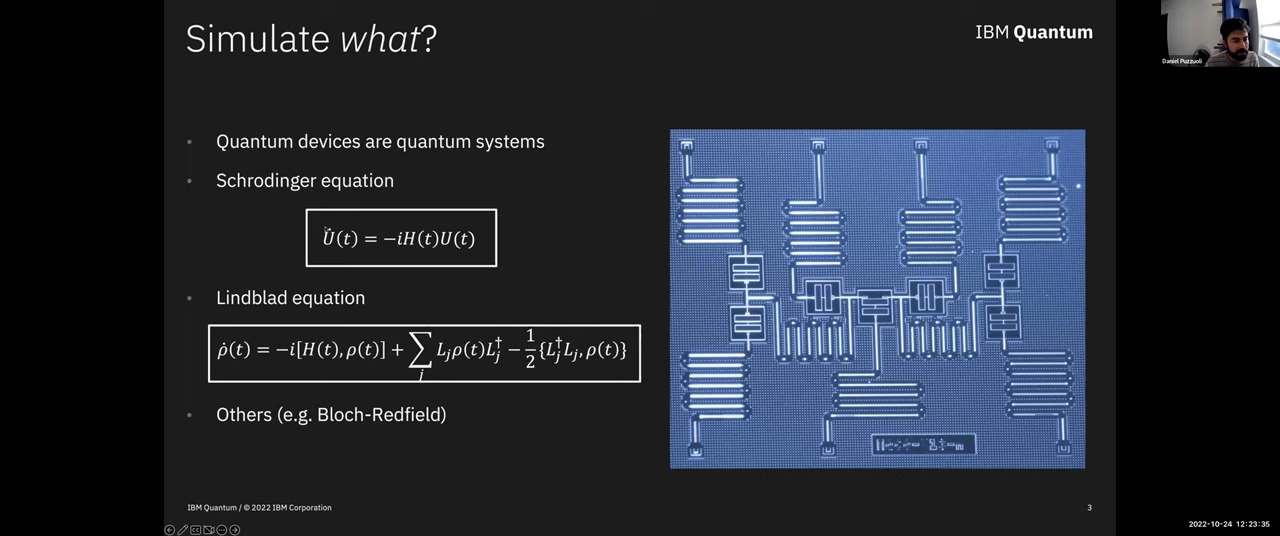 Simulate what?
IBM Quantum
Daniel Puzzuoli
• Quantum devices are quantum systems
• Schrodinger equation
U̇(t) = −iH(t)U(t)
• Lindblad equation
ρ̇(t) = −i[H(t), ρ(t)] + ∑_j L_jρ(t)L_j^† − 1/2{L_j^†L_j, ρ(t)}
• Others (e.g. Bloch-Redfield)
IBM Quantum / © 2022 IBM Corporation
3
2022-10-24 12:23:35